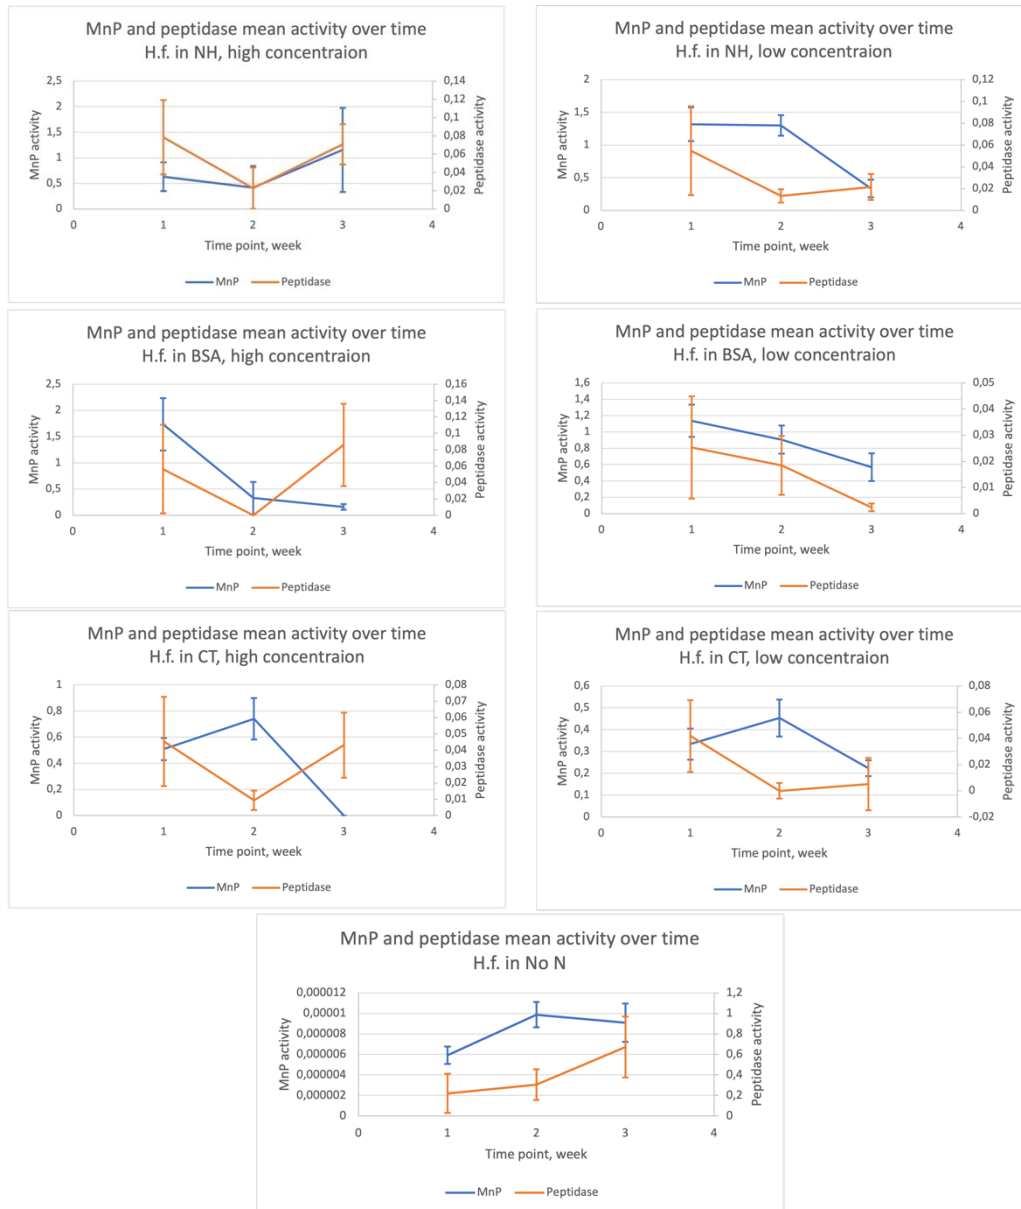 MnP and peptidase mean activity over time
H.f. in NH, high concentraion
2,5
2
1,5
1
0,5
0
0,14
0,12
0,1
0,08
0,06
0,04
0,02
0
MnP activity
Peptidase activity
0 1 2 3 4
Time point, week
MnP Peptidase
MnP and peptidase mean activity over time
H.f. in NH, low concentraion
2
1,5
1
0,5
0
0,12
0,1
0,08
0,06
0,04
0,02
0
MnP activity
Peptidase activity
0 1 2 3 4
Time point, week
MnP Peptidase
MnP and peptidase mean activity over time
H.f. in BSA, high concentraion
2,5
2
1,5
1
0,5
0
0,16
0,14
0,12
0,1
0,08
0,06
0,04
0,02
0
MnP activity
Peptidase activity
0 1 2 3 4
Time point, week
MnP Peptidase
MnP and peptidase mean activity over time
H.f. in BSA, low concentraion
1,6
1,4
1,2
1
0,8
0,6
0,4
0,2
0
0,05
0,04
0,03
0,02
0,01
0
MnP activity
Peptidase activity
0 1 2 3 4
Time point, week
MnP Peptidase
MnP and peptidase mean activity over time
H.f. in CT, high concentraion
1
0,8
0,6
0,4
0,2
0
0,08
0,07
0,06
0,05
0,04
0,03
0,02
0,01
0
MnP activity
Peptidase activity
0 1 2 3 4
Time point, week
MnP Peptidase
MnP and peptidase mean activity over time
H.f. in CT, low concentraion
0,6
0,5
0,4
0,3
0,2
0,1
0
0,08
0,06
0,04
0,02
0
-0,02
MnP activity
Peptidase activity
0 1 2 3 4
Time point, week
MnP Peptidase
MnP and peptidase mean activity over time
H.f. in No N
0,000012
0,00001
0,000008
0,000006
0,000004
0,000002
0
1,2
1
0,8
0,6
0,4
0,2
0
MnP activity
Peptidase activity
0 1 2 3 4
Time point, week
MnP Peptidase